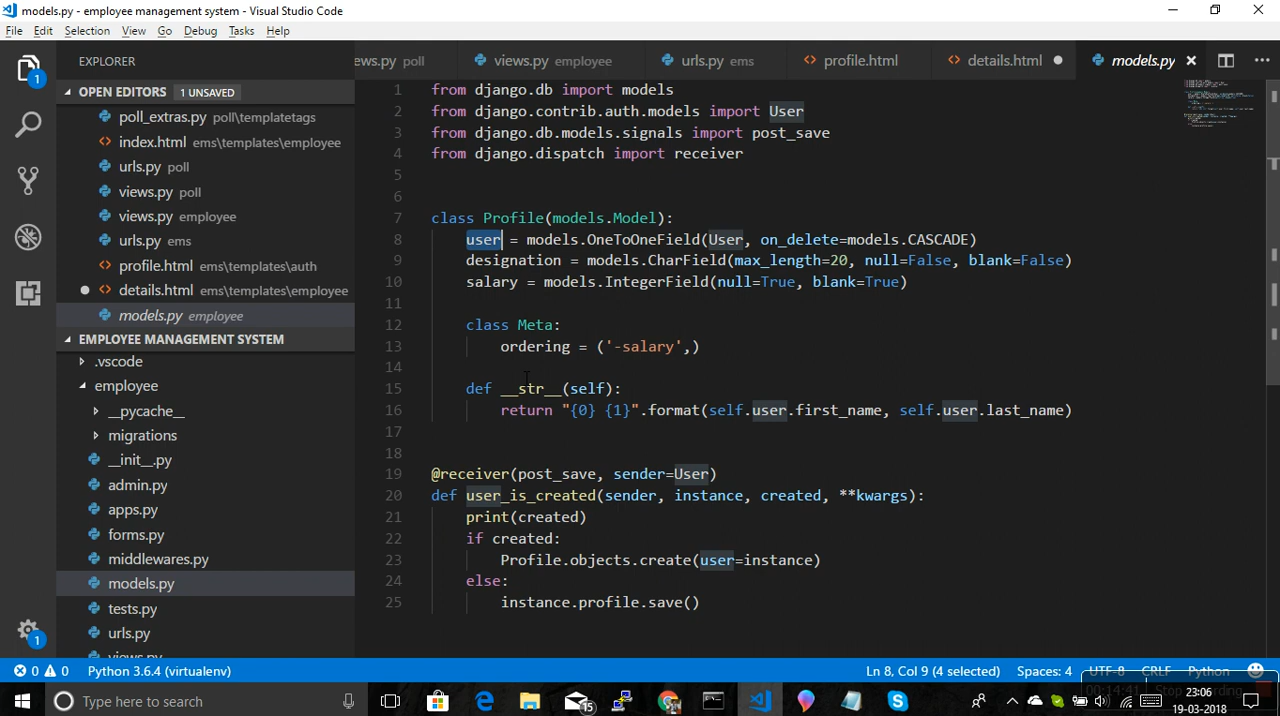 models.py - employee management system - Visual Studio Code
File Edit Selection View Go Debug Tasks Help
EXPLORER
ews.py poll
views.py employee
urls.py ems
profile.html
details.html
models.py
OPEN EDITORS 1 UNSAVED
poll_extras.py poll\templatetags
index.html ems\templates\employee
urls.py poll
views.py poll
views.py employee
urls.py ems
profile.html ems\templates\auth
details.html ems\templates\employee
models.py employee
EMPLOYEE MANAGEMENT SYSTEM
.vscode
employee
__pycache__
migrations
__init__.py
admin.py
apps.py
forms.py
middlewares.py
models.py
tests.py
urls.py
views.py
1 from django.db import models
2 from django.contrib.auth.models import User
3 from django.db.models.signals import post_save
4 from django.dispatch import receiver
5
6
7 class Profile(models.Model):
8 user = models.OneToOneField(User, on_delete=models.CASCADE)
9 designation = models.CharField(max_length=20, null=False, blank=False)
10 salary = models.IntegerField(null=True, blank=True)
11
12 class Meta:
13 ordering = ('-salary',)
14
15 def __str__(self):
16 return "{0} {1}".format(self.user.first_name, self.user.last_name)
17
18
19 @receiver(post_save, sender=User)
20 def user_is_created(sender, instance, created, **kwargs):
21 print(created)
22 if created:
23 Profile.objects.create(user=instance)
24 else:
25 instance.profile.save()
1
1
0 0 Python 3.6.4 (virtualenv)
Ln 8, Col 9 (4 selected) Spaces: 4 UTF-8 CRLF Python
Type here to search
15
00:14:41 Stop Recording
23:06
19-03-2018